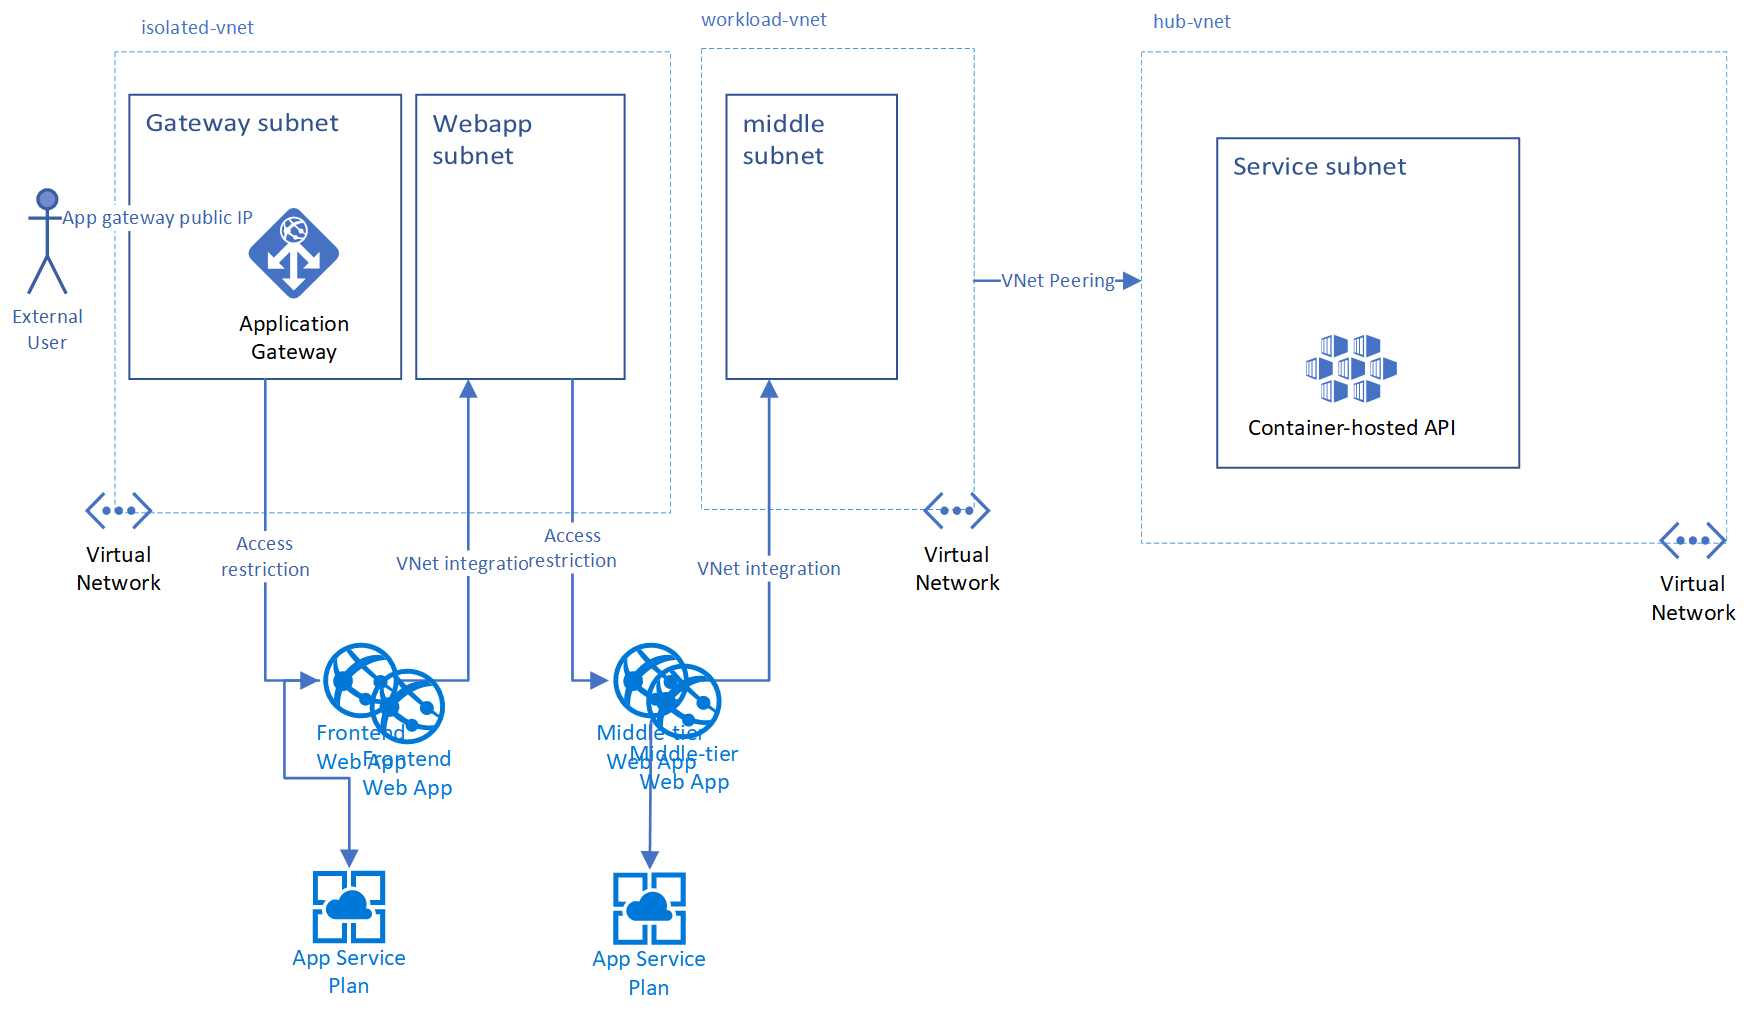 isolated-vnet
workload-vnet
hub-vnet
Gateway subnet
Webapp
subnet
middle
subnet
Service subnet
App gateway public IP
External
User
Application
Gateway
VNet Peering
Container-hosted API
Virtual
Network
Access
restriction
VNet integration
Access
restriction
VNet integration
Virtual
Network
Virtual
Network
Frontend
Web App
Frontend
Web App
Middle-tier
Web App
Middle-tier
Web App
App Service
Plan
App Service
Plan